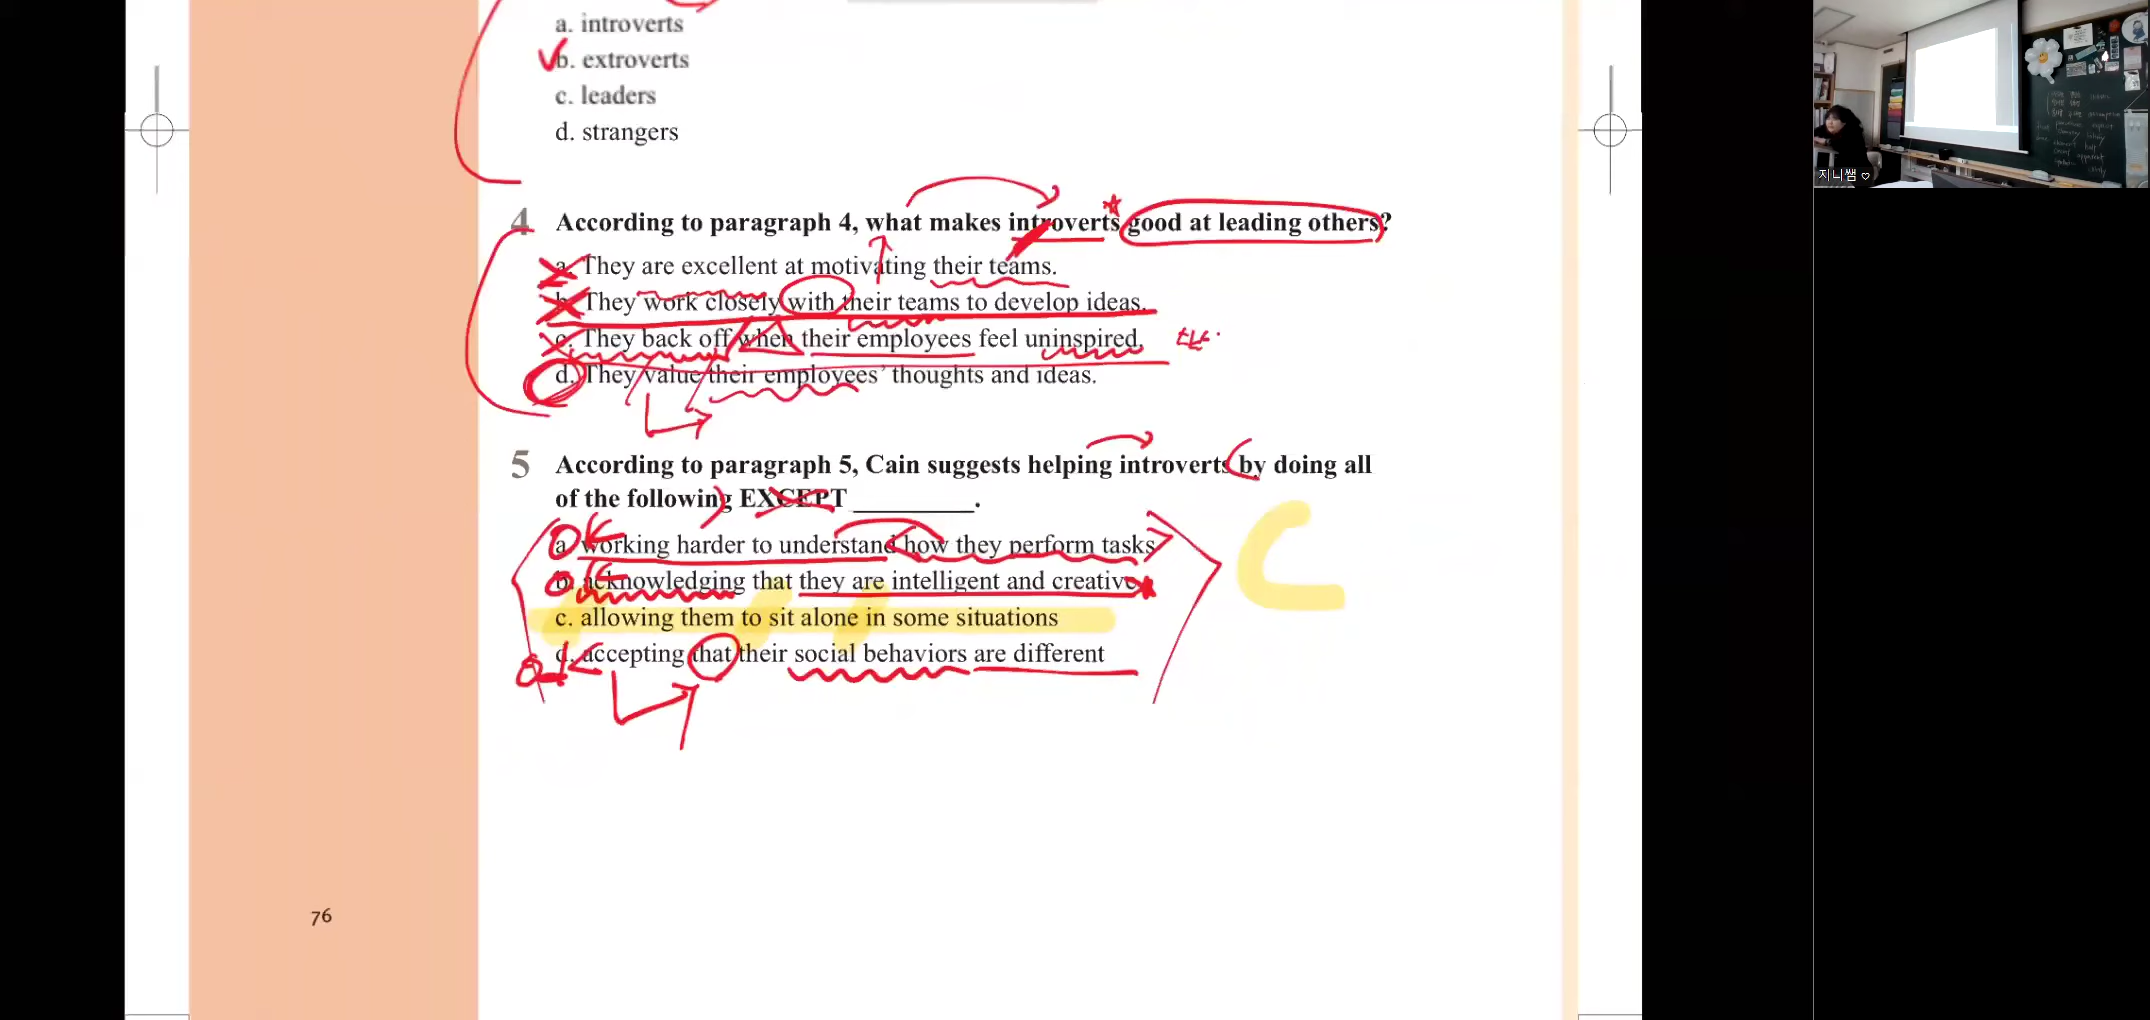 a. introverts
b. extroverts
c. leaders
d. strangers
4 According to paragraph 4, what makes introverts good at leading others?
a. They are excellent at motivating their teams.
b. They work closely with their teams to develop ideas.
c. They back off when their employees feel uninspired.
d. They value their employees' thoughts and ideas.
5 According to paragraph 5, Cain suggests helping introverts by doing all
of the following EXCEPT ________.
a. working harder to understand how they perform tasks
b. acknowledging that they are intelligent and creative
c. allowing them to sit alone in some situations
d. accepting that their social behaviors are different
C
76
지니쌤 ♡